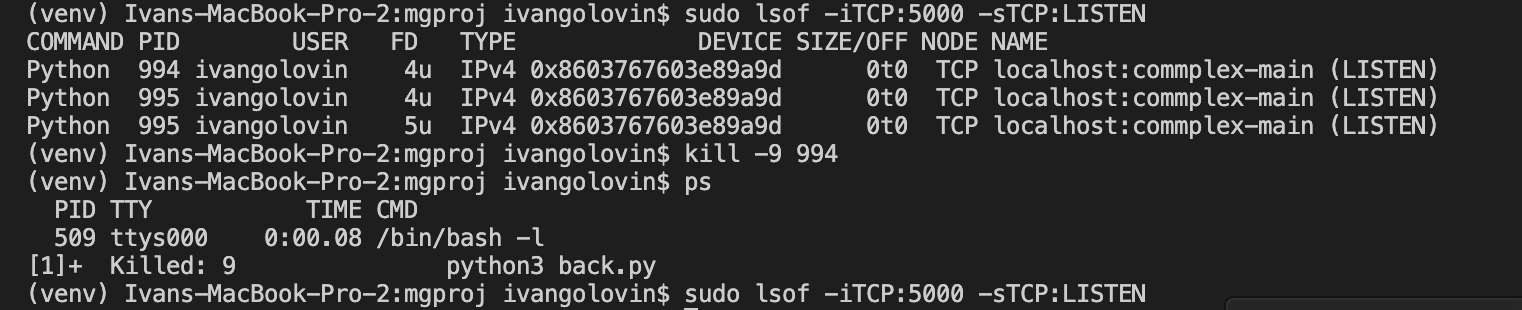 (venv) Ivans-MacBook-Pro-2:mgproj ivangolovin$ sudo lsof -iTCP:5000 -sTCP:LISTEN
COMMAND PID USER FD TYPE DEVICE SIZE/OFF NODE NAME
Python 994 ivangolovin 4u IPv4 0x8603767603e89a9d 0t0 TCP localhost:commplex-main (LISTEN)
Python 995 ivangolovin 4u IPv4 0x8603767603e89a9d 0t0 TCP localhost:commplex-main (LISTEN)
Python 995 ivangolovin 5u IPv4 0x8603767603e89a9d 0t0 TCP localhost:commplex-main (LISTEN)
(venv) Ivans-MacBook-Pro-2:mgproj ivangolovin$ kill -9 994
(venv) Ivans-MacBook-Pro-2:mgproj ivangolovin$ ps
PID TTY TIME CMD
509 ttys000 0:00.08 /bin/bash -l
[1]+ Killed: 9 python3 back.py
(venv) Ivans-MacBook-Pro-2:mgproj ivangolovin$ sudo lsof -iTCP:5000 -sTCP:LISTEN